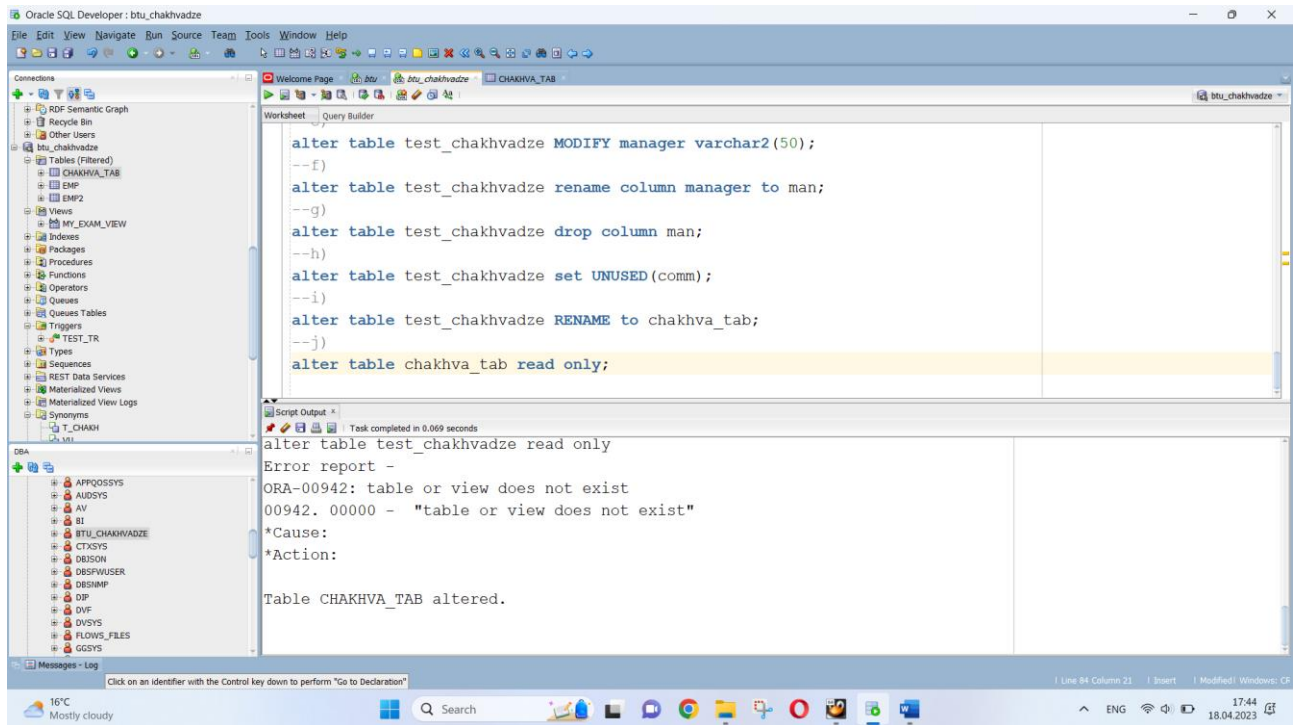 Oracle SQL Developer : btu_chakhvadze
File Edit View Navigate Run Source Team Tools Window Help
Connections
RDF Semantic Graph
Recycle Bin
Other Users
btu_chakhvadze
Tables (Filtered)
CHAKHVA_TAB
EMP
EMP2
Views
MY_EXAM_VIEW
Indexes
Packages
Procedures
Functions
Operators
Queues
Queues Tables
Triggers
TEST_TR
Types
Sequences
REST Data Services
Materialized Views
Materialized View Logs
Synonyms
T_CHAKH
DBA
APPQOSSYS
AUDSYS
AV
BI
BTU_CHAKHVADZE
CTXSYS
DBJSON
DBSFWUSER
DBSNMP
DIP
DVF
DVSYS
FLOWS_FILES
GGSYS
Welcome Page btu btu_chakhvadze CHAKHVA_TAB
btu_chakhvadze
Worksheet Query Builder
alter table test_chakhvadze MODIFY manager varchar2(50);
--f)
alter table test_chakhvadze rename column manager to man;
--g)
alter table test_chakhvadze drop column man;
--h)
alter table test_chakhvadze set UNUSED(comm);
--i)
alter table test_chakhvadze RENAME to chakhva_tab;
--j)
alter table chakhva_tab read only;
Script Output
Task completed in 0.069 seconds
alter table test_chakhvadze read only
Error report -
ORA-00942: table or view does not exist
00942. 00000 - "table or view does not exist"
*Cause:
*Action:
Table CHAKHVA_TAB altered.
Messages - Log
Click on an identifier with the Control key down to perform "Go to Declaration"
Line 84 Column 21 Insert Modified Windows: CR
16°C
Mostly cloudy
Search
ENG
17:44
18.04.2023